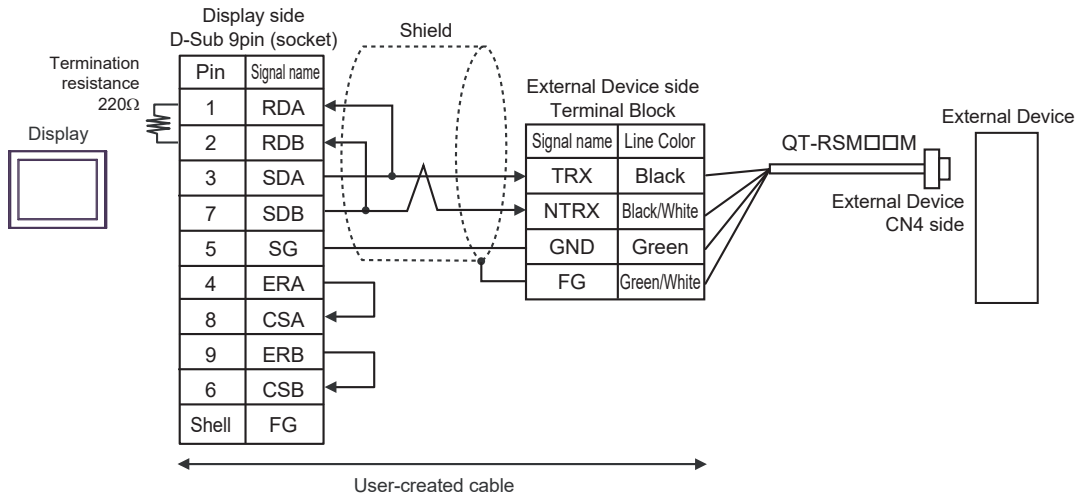 Display side
D-Sub 9pin (socket)
Shield
Termination
resistance
220Ω
Display
Pin Signal name
1 RDA
2 RDB
3 SDA
7 SDB
5 SG
4 ERA
8 CSA
9 ERB
6 CSB
Shell FG
External Device side
Terminal Block
Signal name Line Color
TRX Black
NTRX Black/White
GND Green
FG Green/White
QT-RSM□□M
External Device
CN4 side
External Device
User-created cable